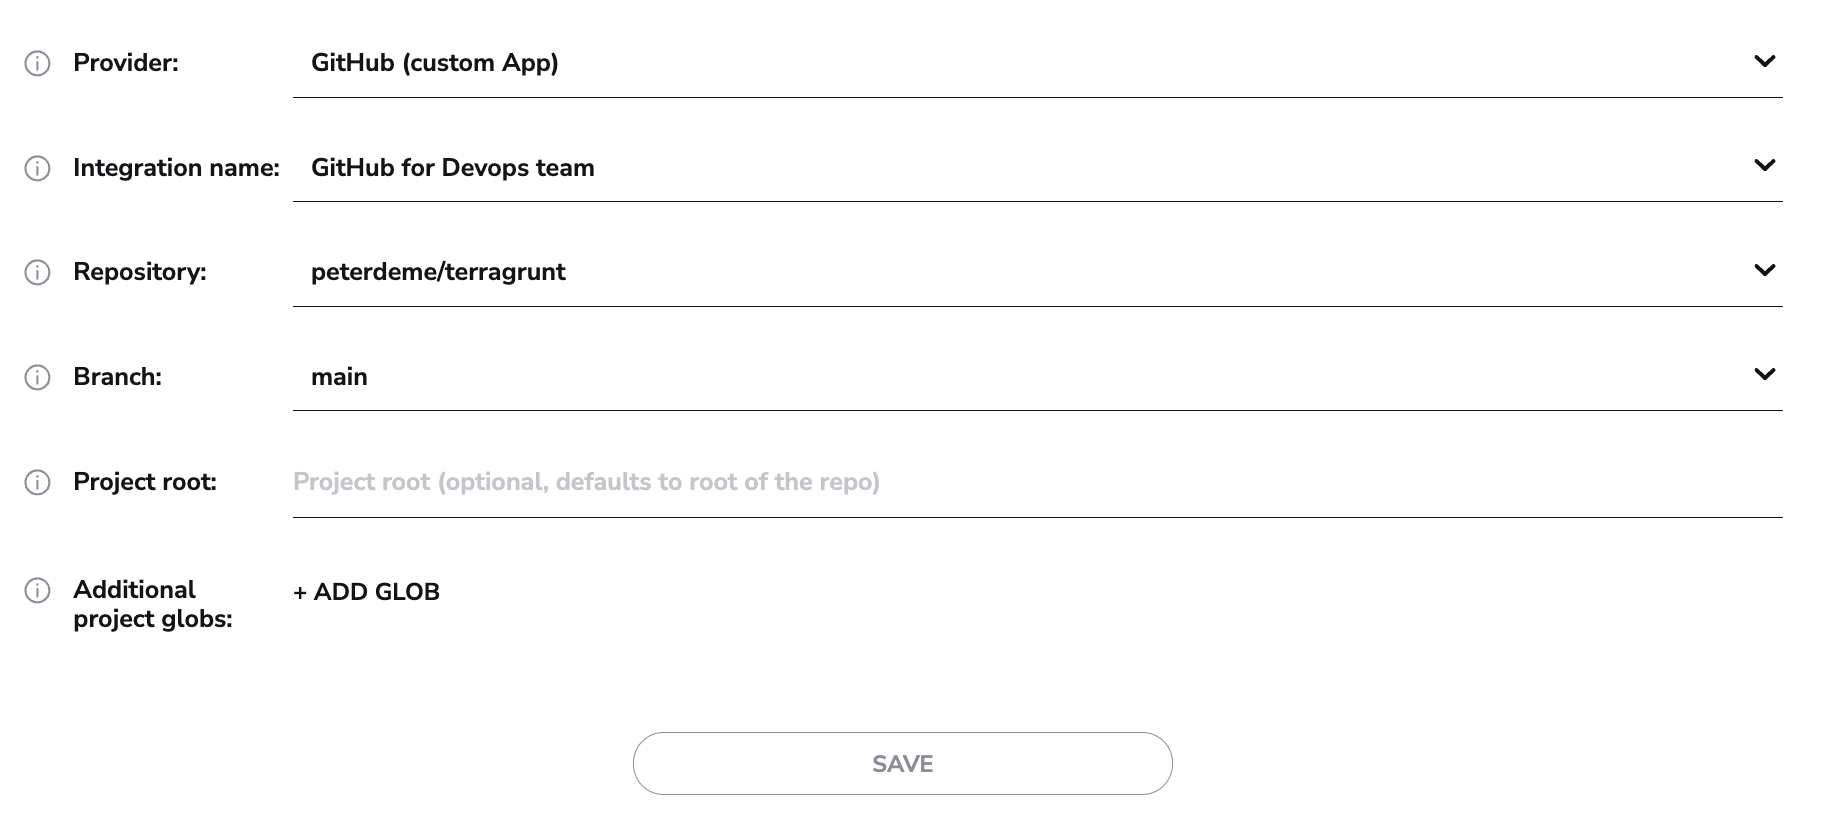 Provider: GitHub (custom App)
Integration name: GitHub for Devops team
Repository: peterdeme/terragrunt
Branch: main
Project root: Project root (optional, defaults to root of the repo)
Additional + ADD GLOB
project globs:
SAVE